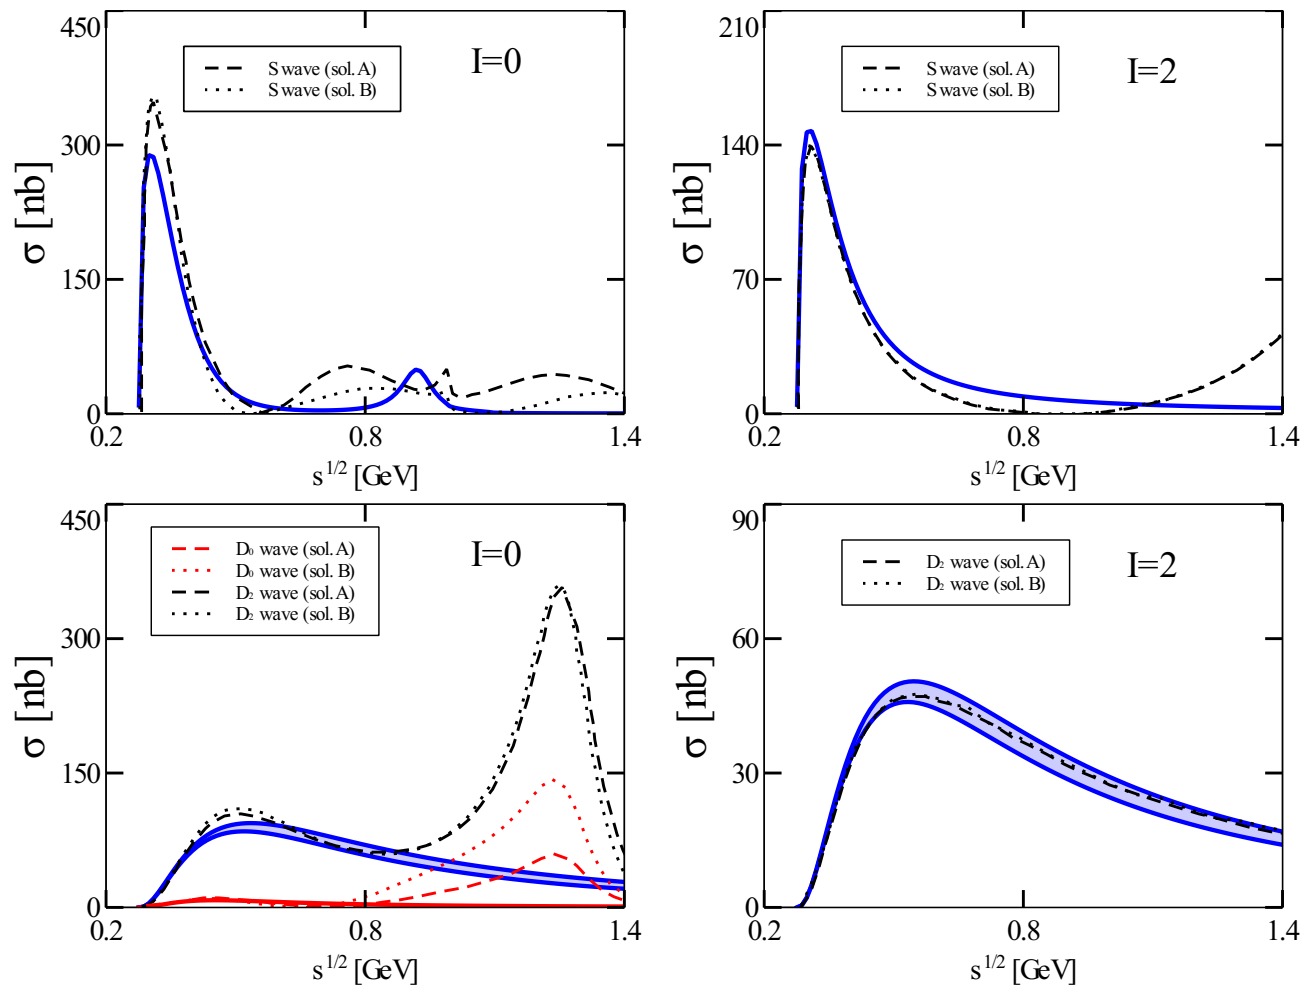 450
300
150
0
σ [nb]
S wave (sol. A)
S wave (sol. B)
I=0
0.2
0.8
1.4
s^1/2 [GeV]
210
140
70
0
σ [nb]
S wave (sol. A)
S wave (sol. B)
I=2
0.2
0.8
1.4
s^1/2 [GeV]
450
300
150
0
σ [nb]
D₀ wave (sol. A)
D₀ wave (sol. B)
D₂ wave (sol. A)
D₂ wave (sol. B)
I=0
0.2
0.8
1.4
s^1/2 [GeV]
90
60
30
0
σ [nb]
D₂ wave (sol. A)
D₂ wave (sol. B)
I=2
0.2
0.8
1.4
s^1/2 [GeV]